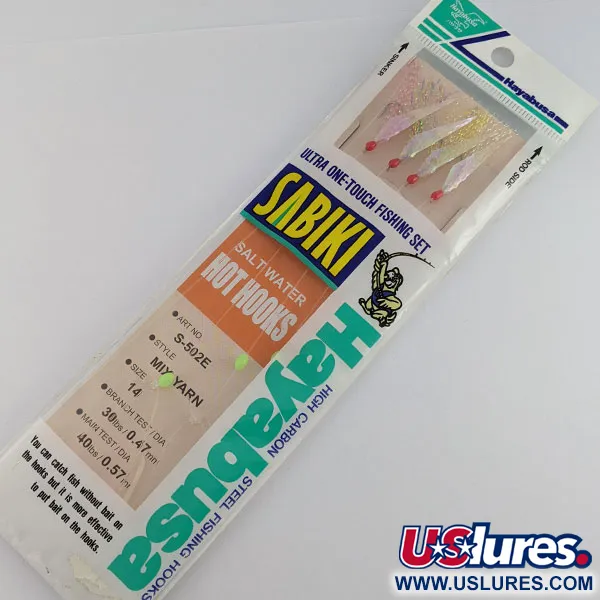 Hayabusa
SINKER
ROD SIDE
ULTRA ONE-TOUCH FISHING SET
SABIKI
SALT WATER
HOT HOOKS
Hayabusa
HIGH CARBON STEEL FISHING HOOKS
ART NO.
S-502E
STYLE
MIX YARN
SIZE
14
BRANCH TEST / DIA
30lbs / 0.47mm
MAIN TEST / DIA
40lbs / 0.57mm
You can catch fish without bait on
the hooks but it is more effective
to put bait on the hooks.
USlures.
WWW.USLURES.COM